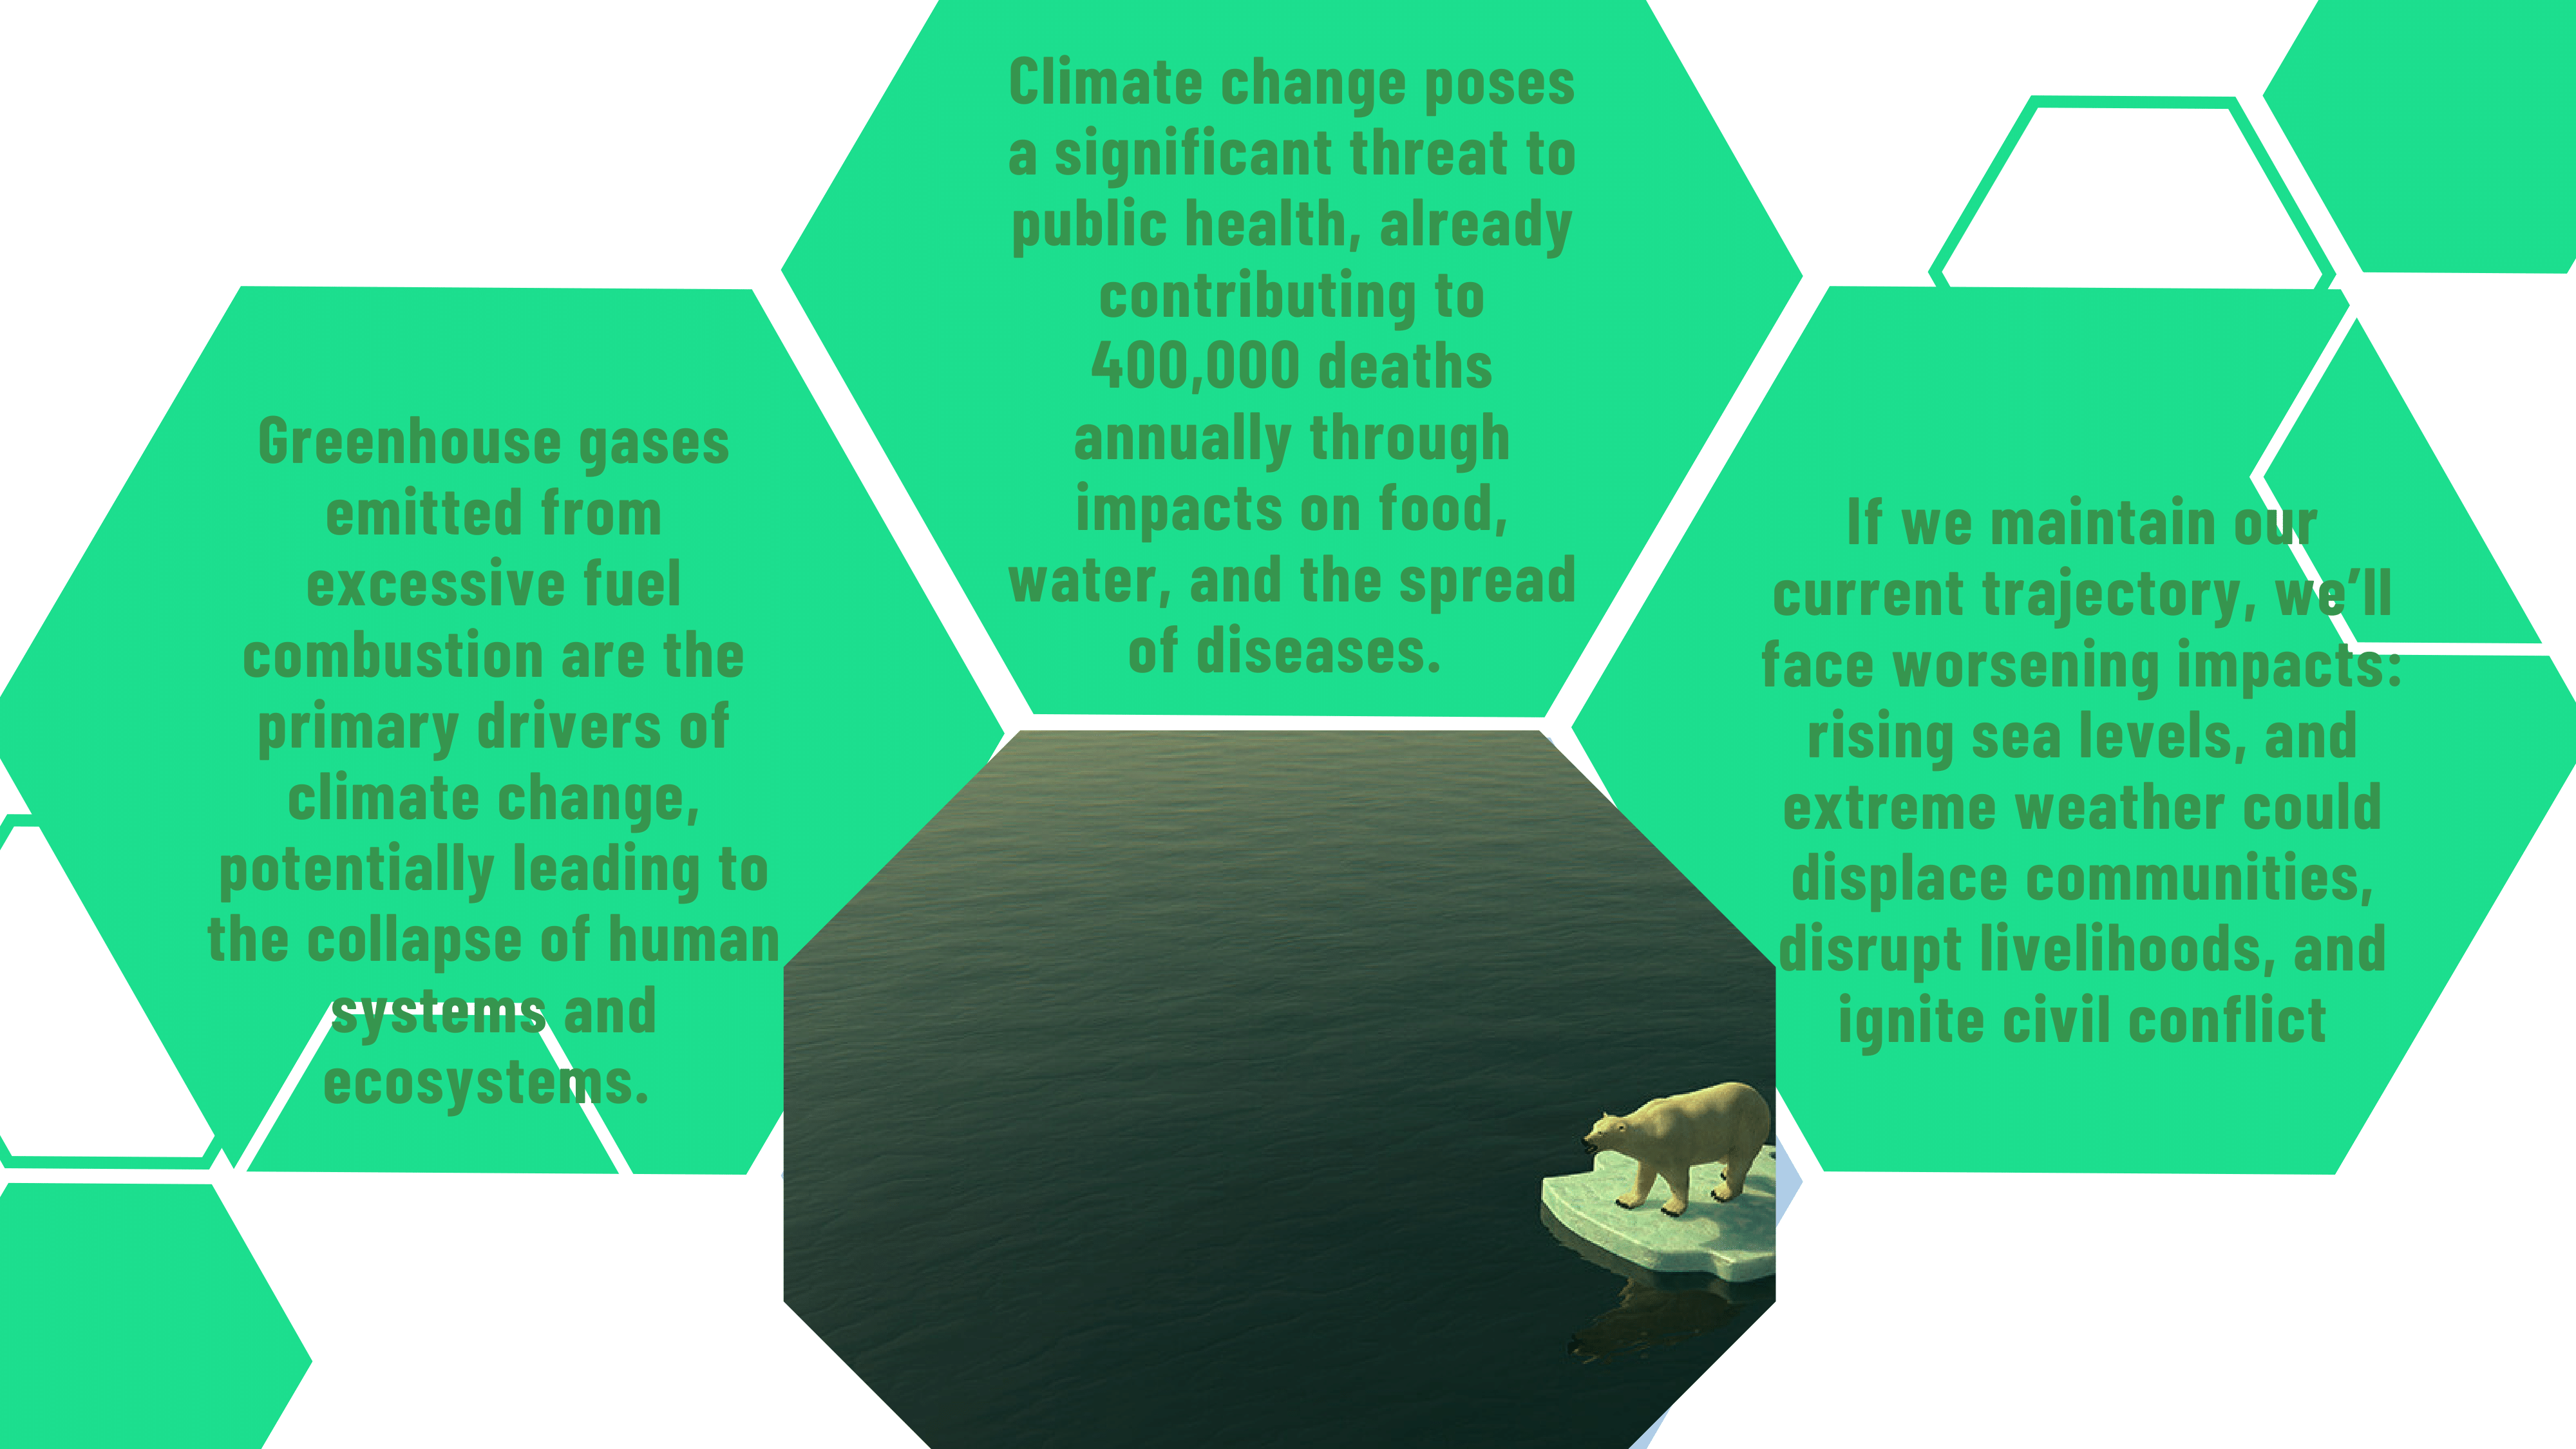 Greenhouse gases
emitted from
excessive fuel
combustion are the
primary drivers of
climate change,
potentially leading to
the collapse of human
systems and
ecosystems.
Climate change poses
a significant threat to
public health, already
contributing to
400,000 deaths
annually through
impacts on food,
water, and the spread
of diseases.
If we maintain our
current trajectory, we’ll
face worsening impacts:
rising sea levels, and
extreme weather could
displace communities,
disrupt livelihoods, and
ignite civil conflict